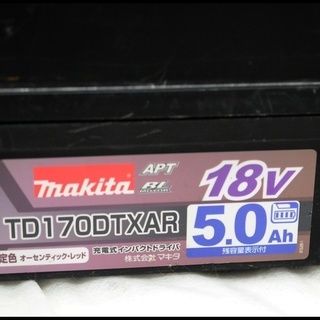 makita APT BL 18V
TD170DTXAR 5.0Ah
定色 オーセンティック・レッド 充電式インパクトドライバ 残容量表示付
株式会社マキタ